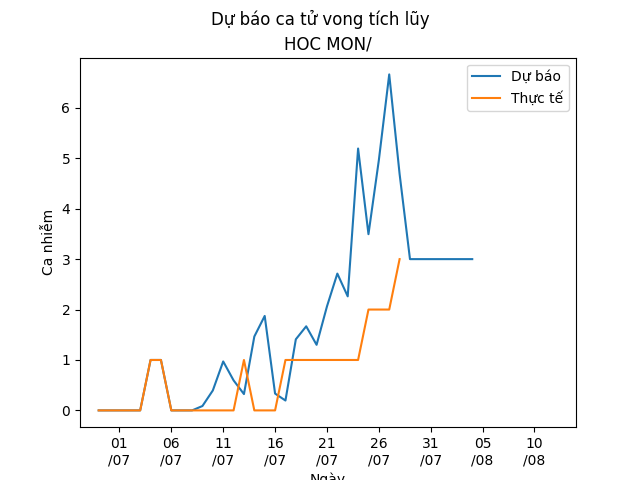 Dự báo ca tử vong tích lũy
HOC MON/
Dự báo
Thực tế
Ca nhiễm
6
5
4
3
2
1
0
01 06 11 16 21 26 31 05 10
/07 /07 /07 /07 /07 /07 /07 /08 /08
Ngày